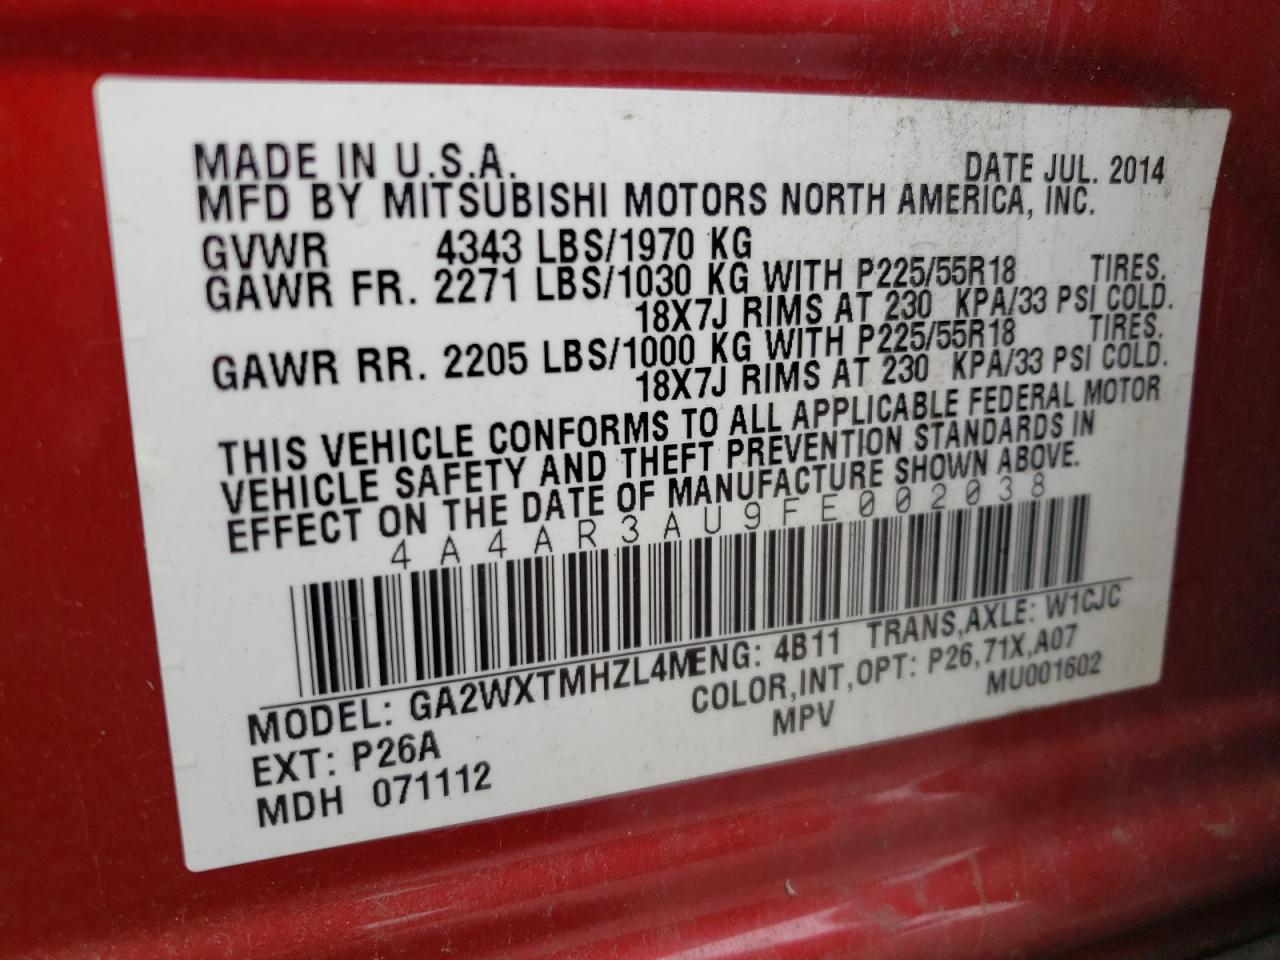 MADE IN U.S.A. DATE JUL. 2014
MFD BY MITSUBISHI MOTORS NORTH AMERICA, INC.
GVWR 4343 LBS/1970 KG
GAWR FR. 2271 LBS/1030 KG WITH P225/55R18 TIRES.
18X7J RIMS AT 230 KPA/33 PSI COLD.
GAWR RR. 2205 LBS/1000 KG WITH P225/55R18 TIRES.
18X7J RIMS AT 230 KPA/33 PSI COLD.
THIS VEHICLE CONFORMS TO ALL APPLICABLE FEDERAL MOTOR
VEHICLE SAFETY AND THEFT PREVENTION STANDARDS IN
EFFECT ON THE DATE OF MANUFACTURE SHOWN ABOVE.
4A4AR3AU9FE002038
MODEL: GA2WXTMHZL4M ENG: 4B11 TRANS,AXLE: W1CJC
EXT: P26A COLOR,INT,OPT: P26,71X,A07
MDH 071112 MPV MU001602